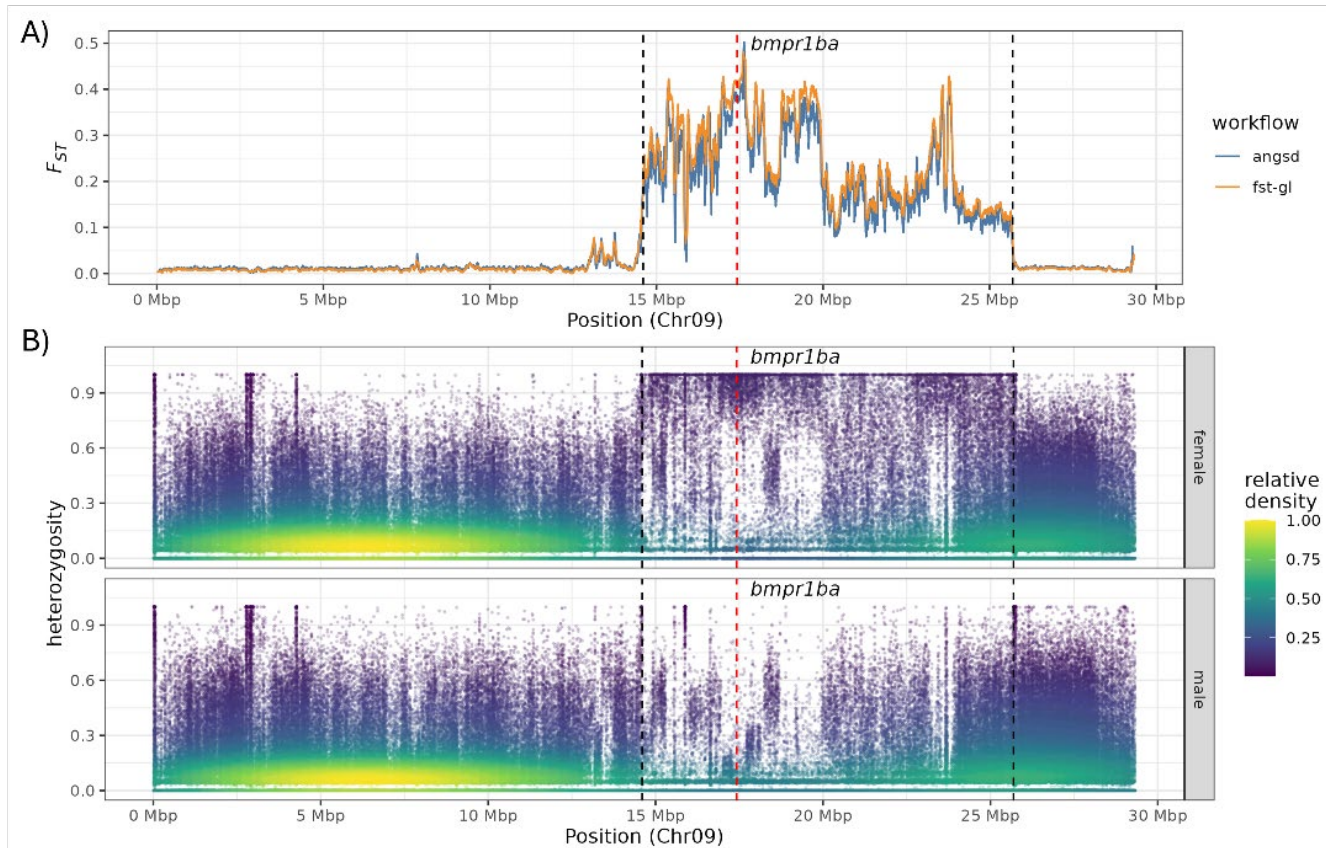 A)
bmpr1ba
0.5
0.4
0.3
0.2
0.1
0.0
FST
0 Mbp 5 Mbp 10 Mbp 15 Mbp 20 Mbp 25 Mbp 30 Mbp
Position (Chr09)
workflow
angsd
fst-gl
B)
bmpr1ba
0.9
0.6
0.3
0.0
female
bmpr1ba
0.9
0.6
0.3
0.0
male
heterozygosity
0 Mbp 5 Mbp 10 Mbp 15 Mbp 20 Mbp 25 Mbp 30 Mbp
Position (Chr09)
relative
density
1.00
0.75
0.50
0.25